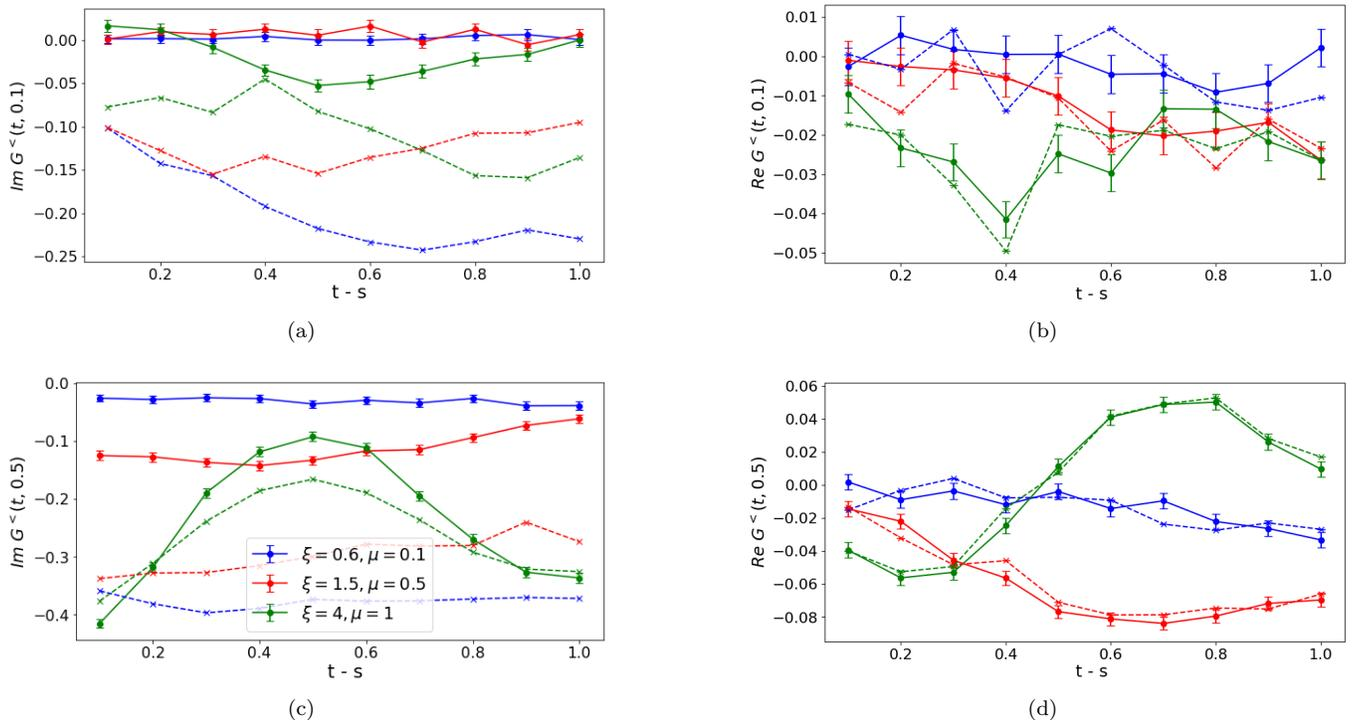 0.00
−0.05
−0.10
−0.15
−0.20
−0.25
Im G<(t, 0.1)
0.2 0.4 0.6 0.8 1.0
t - s
(a)
0.01
0.00
−0.01
−0.02
−0.03
−0.04
−0.05
Re G<(t, 0.1)
0.2 0.4 0.6 0.8 1.0
t - s
(b)
0.0
−0.1
−0.2
−0.3
−0.4
Im G<(t, 0.5)
ξ = 0.6, μ = 0.1
ξ = 1.5, μ = 0.5
ξ = 4, μ = 1
0.2 0.4 0.6 0.8 1.0
t - s
(c)
0.06
0.04
0.02
0.00
−0.02
−0.04
−0.06
−0.08
Re G<(t, 0.5)
0.2 0.4 0.6 0.8 1.0
t - s
(d)